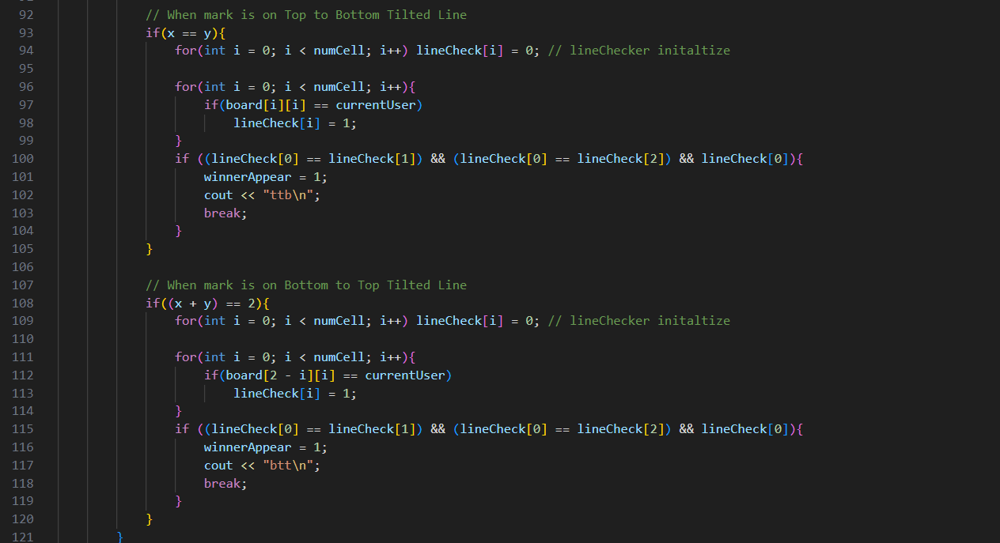 92 // When mark is on Top to Bottom Tilted Line
93 if(x == y){
94 for(int i = 0; i < numCell; i++) lineCheck[i] = 0; // lineChecker initaltize
95
96 for(int i = 0; i < numCell; i++){
97 if(board[i][i] == currentUser)
98 lineCheck[i] = 1;
99 }
100 if ((lineCheck[0] == lineCheck[1]) && (lineCheck[0] == lineCheck[2]) && lineCheck[0]){
101 winnerAppear = 1;
102 cout << "ttb\n";
103 break;
104 }
105 }
106
107 // When mark is on Bottom to Top Tilted Line
108 if((x + y) == 2){
109 for(int i = 0; i < numCell; i++) lineCheck[i] = 0; // lineChecker initaltize
110
111 for(int i = 0; i < numCell; i++){
112 if(board[2 - i][i] == currentUser)
113 lineCheck[i] = 1;
114 }
115 if ((lineCheck[0] == lineCheck[1]) && (lineCheck[0] == lineCheck[2]) && lineCheck[0]){
116 winnerAppear = 1;
117 cout << "btt\n";
118 break;
119 }
120 }
121 }